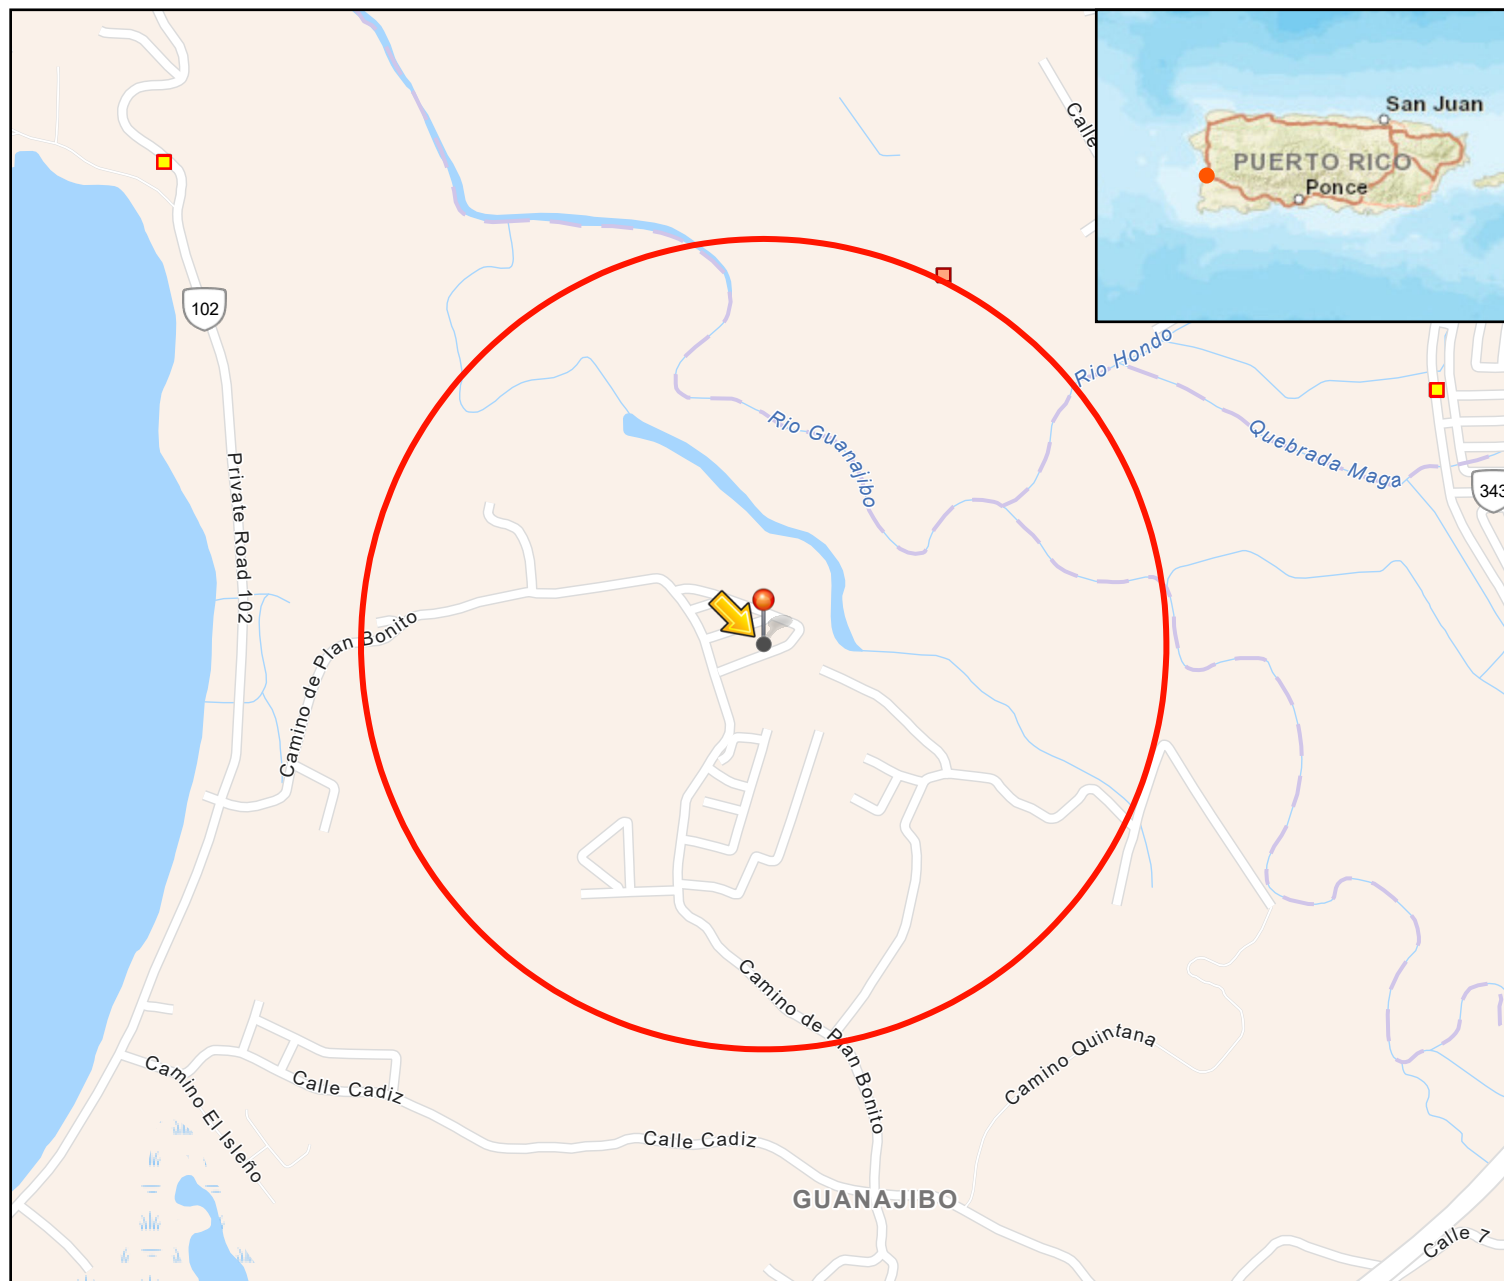 Calle
San Juan
PUERTO RICO
Ponce
102
Rio Hondo
Rio Guanajibo
Quebrada Maga
343
Private Road 102
Camino de Plan Bonito
Camino de Plan Bonito
Camino Quintana
Camino El Isleño
Calle Cadiz
Calle Cadiz
GUANAJIBO
Calle 7